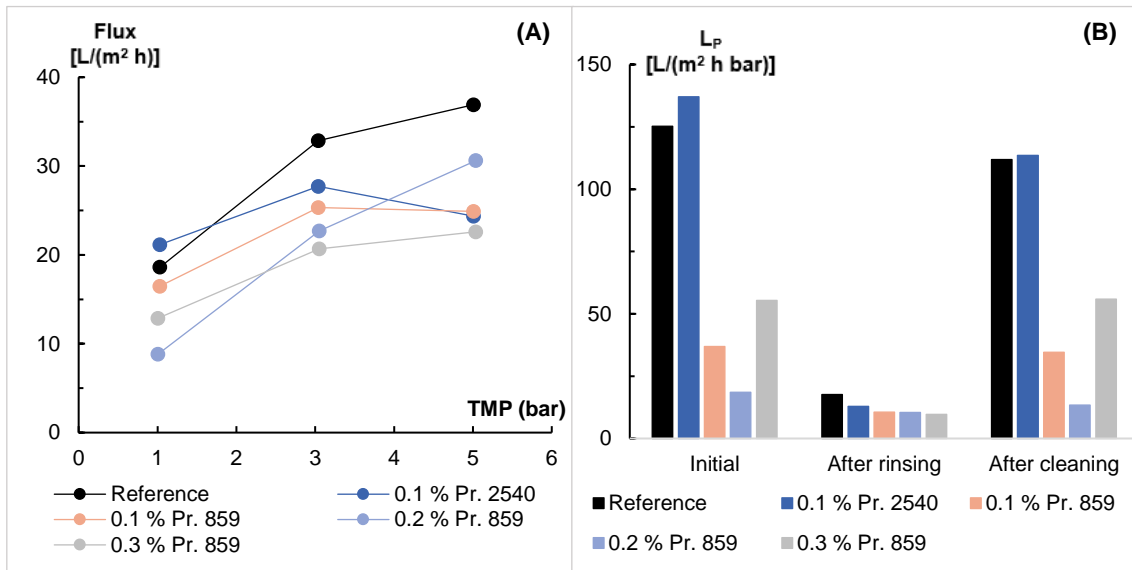 Flux
[L/(m² h)]
(A)
40
30
20
10
0
TMP (bar)
0 1 2 3 4 5 6
Reference
0.1 % Pr. 2540
0.1 % Pr. 859
0.2 % Pr. 859
0.3 % Pr. 859
L_P
[L/(m² h bar)]
(B)
150
100
50
0
Initial After rinsing After cleaning
Reference 0.1 % Pr. 2540 0.1 % Pr. 859
0.2 % Pr. 859 0.3 % Pr. 859